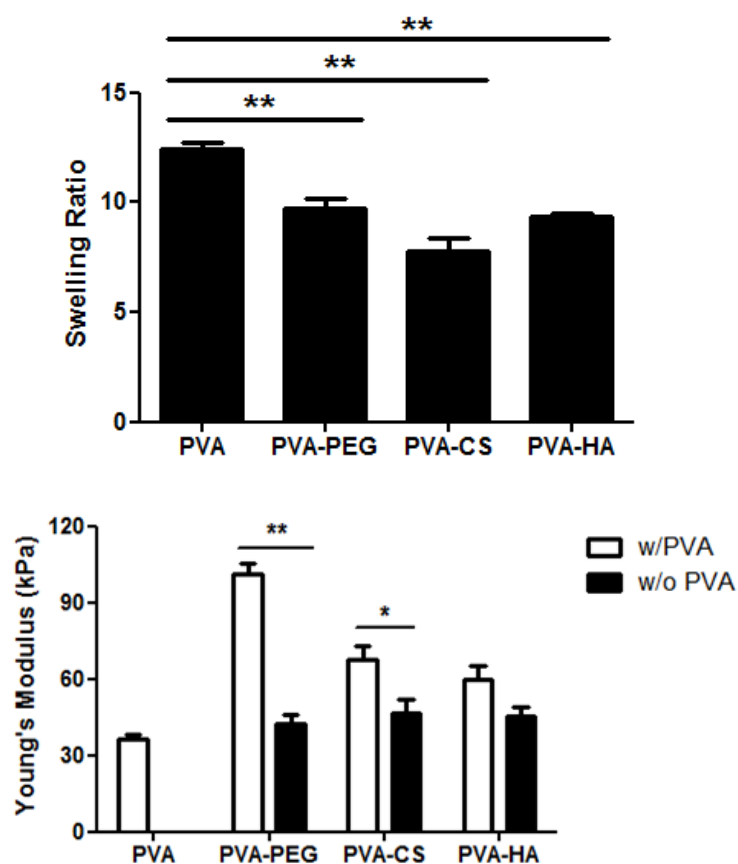 **
**
**
15
10
5
0
Swelling Ratio
PVA
PVA-PEG
PVA-CS
PVA-HA
120
90
60
30
0
Young's Modulus (kPa)
**
*
w/PVA
w/o PVA
PVA
PVA-PEG
PVA-CS
PVA-HA